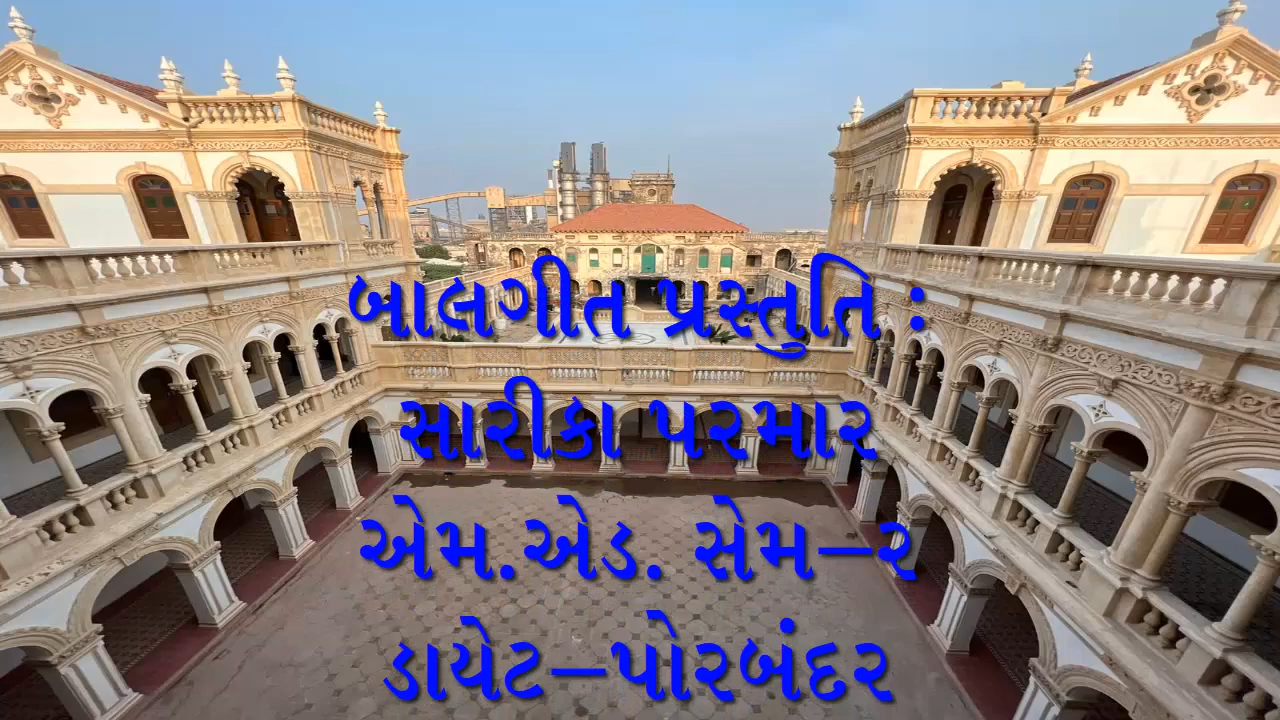 બાલગીત પ્રસ્તુતિ :
સારીકા પરમાર
એમ.એડ. સેમ–૨
ડાયેટ–પોરબંદર